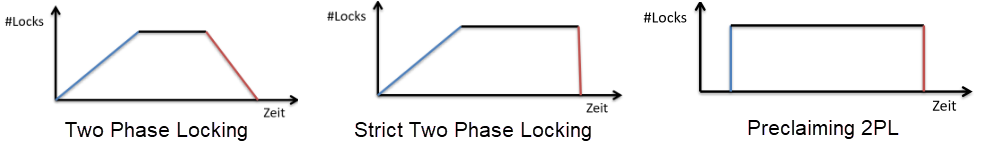 #Locks
Zeit
Two Phase Locking
#Locks
Zeit
Strict Two Phase Locking
#Locks
Zeit
Preclaiming 2PL